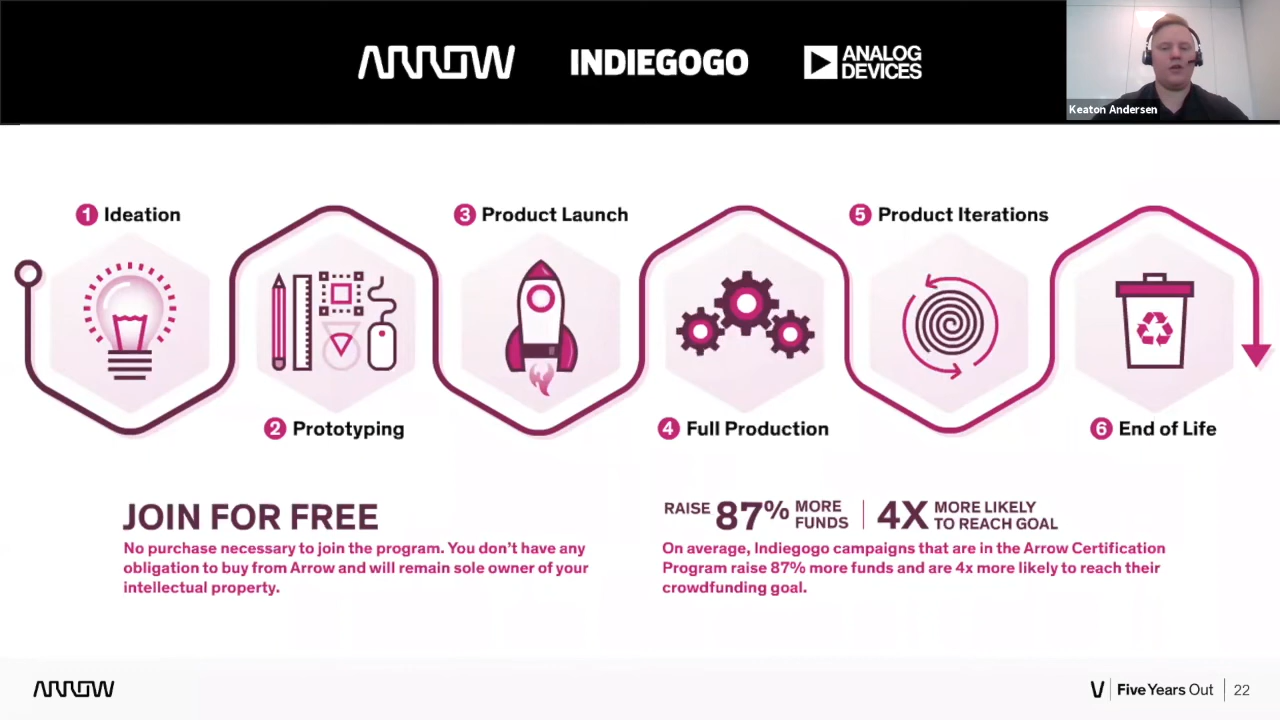 ARROW
INDIEGOGO
ANALOG
DEVICES
Keaton Andersen
1 Ideation
3 Product Launch
5 Product Iterations
2 Prototyping
4 Full Production
6 End of Life
JOIN FOR FREE
No purchase necessary to join the program. You don’t have any
obligation to buy from Arrow and will remain sole owner of your
intellectual property.
RAISE 87% MORE FUNDS
4X MORE LIKELY TO REACH GOAL
On average, Indiegogo campaigns that are in the Arrow Certification
Program raise 87% more funds and are 4x more likely to reach their
crowdfunding goal.
ARROW
Five Years Out
22